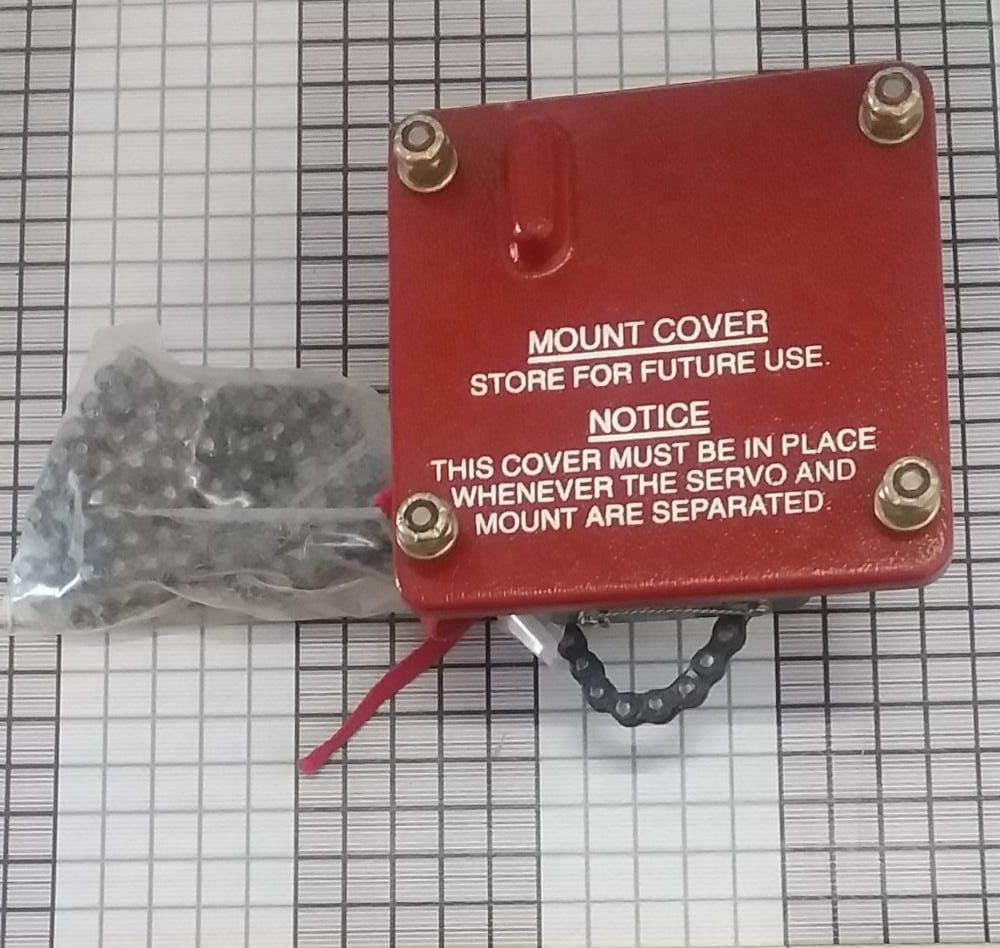 MOUNT COVER
STORE FOR FUTURE USE.
NOTICE
THIS COVER MUST BE IN PLACE
WHENEVER THE SERVO AND
MOUNT ARE SEPARATED.